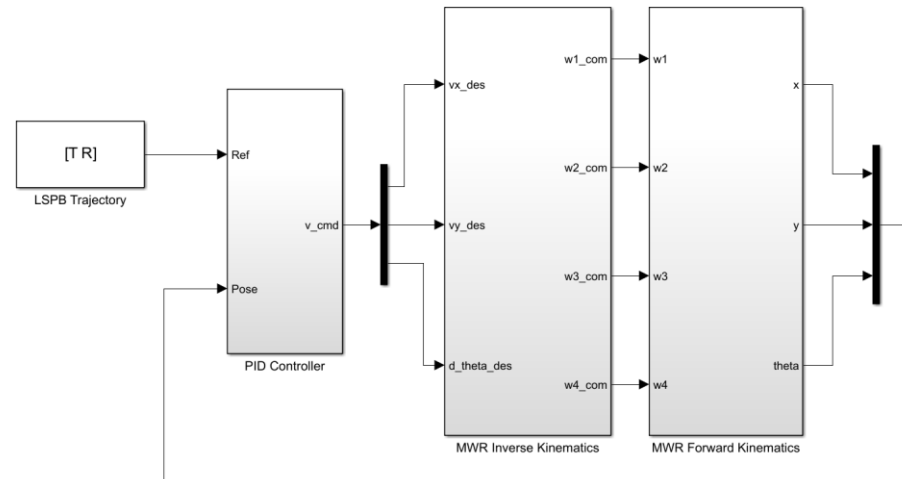 [T R]
LSPB Trajectory
Ref
v_cmd
Pose
PID Controller
vx_des
vy_des
d_theta_des
w1_com
w2_com
w3_com
w4_com
MWR Inverse Kinematics
w1
w2
w3
w4
x
y
theta
MWR Forward Kinematics